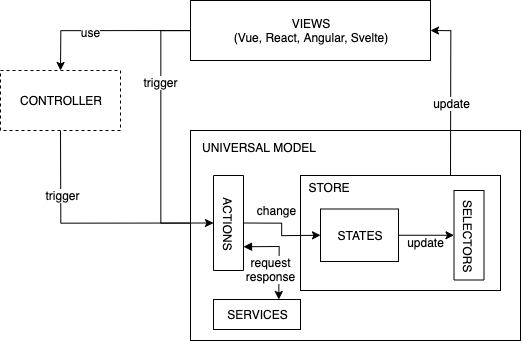 VIEWS
(Vue, React, Angular, Svelte)
use
trigger
CONTROLLER
update
UNIVERSAL MODEL
trigger
ACTIONS
change
STORE
STATES
update
SELECTORS
request
response
SERVICES